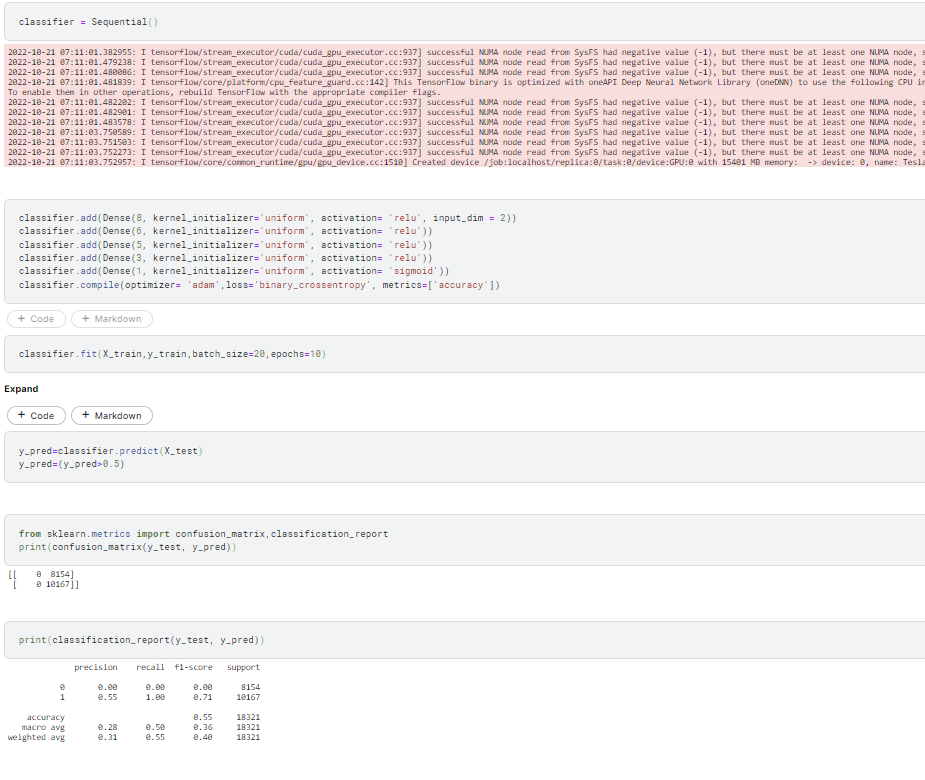 classifier = Sequential()
2022-10-21 07:11:01.382955: I tensorflow/stream_executor/cuda/cuda_gpu_executor.cc:937] successful NUMA node read from SysFS had negative value (-1), but there must be at least one NUMA node, s
2022-10-21 07:11:01.479238: I tensorflow/stream_executor/cuda/cuda_gpu_executor.cc:937] successful NUMA node read from SysFS had negative value (-1), but there must be at least one NUMA node, s
2022-10-21 07:11:01.480086: I tensorflow/stream_executor/cuda/cuda_gpu_executor.cc:937] successful NUMA node read from SysFS had negative value (-1), but there must be at least one NUMA node, s
2022-10-21 07:11:01.481839: I tensorflow/core/platform/cpu_feature_guard.cc:142] This TensorFlow binary is optimized with oneAPI Deep Neural Network Library (oneDNN) to use the following CPU in
To enable them in other operations, rebuild TensorFlow with the appropriate compiler flags.
2022-10-21 07:11:01.482202: I tensorflow/stream_executor/cuda/cuda_gpu_executor.cc:937] successful NUMA node read from SysFS had negative value (-1), but there must be at least one NUMA node, s
2022-10-21 07:11:01.482901: I tensorflow/stream_executor/cuda/cuda_gpu_executor.cc:937] successful NUMA node read from SysFS had negative value (-1), but there must be at least one NUMA node, s
2022-10-21 07:11:01.483578: I tensorflow/stream_executor/cuda/cuda_gpu_executor.cc:937] successful NUMA node read from SysFS had negative value (-1), but there must be at least one NUMA node, s
2022-10-21 07:11:03.750589: I tensorflow/stream_executor/cuda/cuda_gpu_executor.cc:937] successful NUMA node read from SysFS had negative value (-1), but there must be at least one NUMA node, s
2022-10-21 07:11:03.751503: I tensorflow/stream_executor/cuda/cuda_gpu_executor.cc:937] successful NUMA node read from SysFS had negative value (-1), but there must be at least one NUMA node, s
2022-10-21 07:11:03.752273: I tensorflow/stream_executor/cuda/cuda_gpu_executor.cc:937] successful NUMA node read from SysFS had negative value (-1), but there must be at least one NUMA node, s
2022-10-21 07:11:03.752957: I tensorflow/core/common_runtime/gpu/gpu_device.cc:1510] Created device /job:localhost/replica:0/task:0/device:GPU:0 with 15401 MB memory:  -> device: 0, name: Tesla
classifier.add(Dense(8, kernel_initializer='uniform', activation= 'relu', input_dim = 2))
classifier.add(Dense(6, kernel_initializer='uniform', activation= 'relu'))
classifier.add(Dense(5, kernel_initializer='uniform', activation= 'relu'))
classifier.add(Dense(3, kernel_initializer='uniform', activation= 'relu'))
classifier.add(Dense(1, kernel_initializer='uniform', activation= 'sigmoid'))
classifier.compile(optimizer= 'adam',loss='binary_crossentropy', metrics=['accuracy'])
+ Code + Markdown
classifier.fit(X_train,y_train,batch_size=20,epochs=10)
Expand
+ Code + Markdown
y_pred=classifier.predict(X_test)
y_pred=(y_pred>0.5)
from sklearn.metrics import confusion_matrix,classification_report
print(confusion_matrix(y_test, y_pred))
[[    0  8154]
 [    0 10167]]
print(classification_report(y_test, y_pred))
precision recall f1-score support
0 0.00 0.00 0.00 8154
1 0.55 1.00 0.71 10167
accuracy 0.55 18321
macro avg 0.28 0.50 0.36 18321
weighted avg 0.31 0.55 0.40 18321